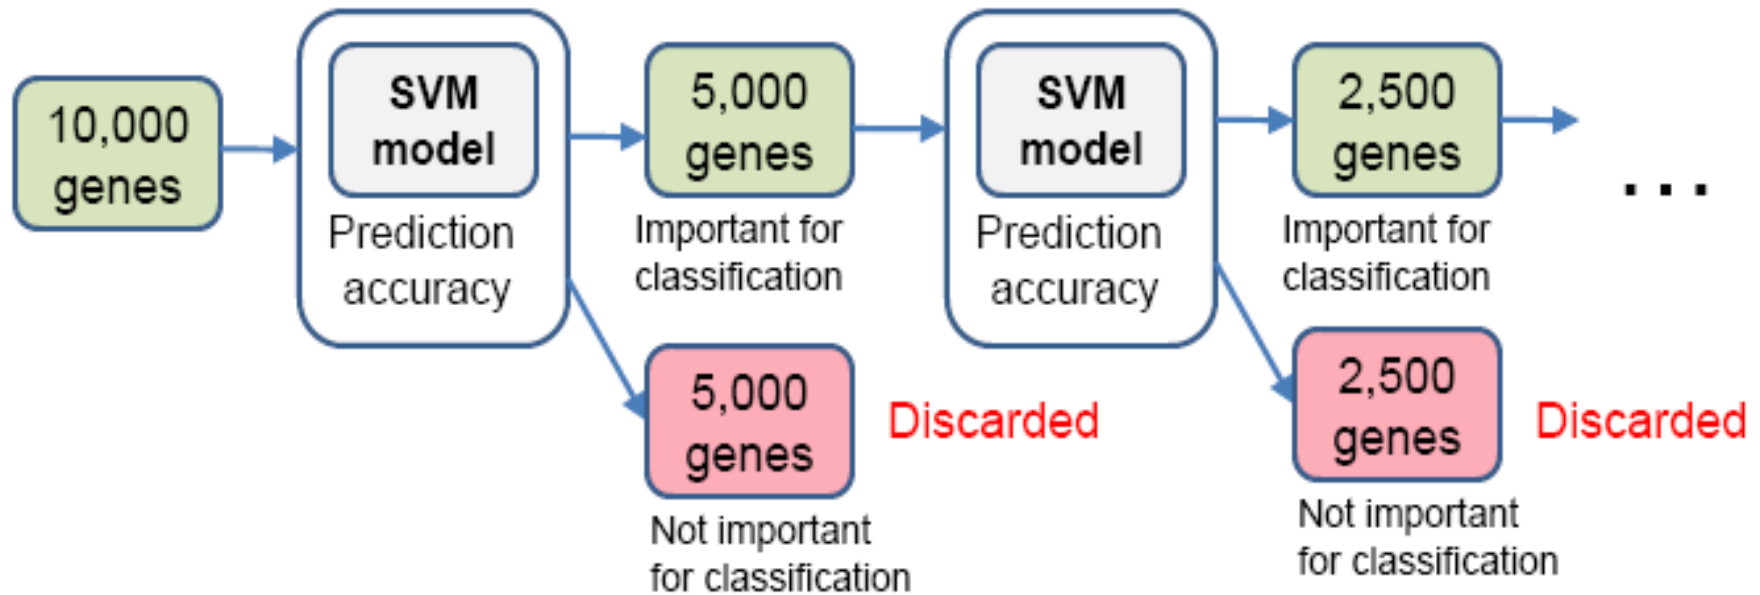 10,000
genes
SVM
model
Prediction
accuracy
5,000
genes
Important for
classification
5,000
genes
Not important
for classification
Discarded
SVM
model
Prediction
accuracy
2,500
genes
Important for
classification
2,500
genes
Not important
for classification
Discarded
...